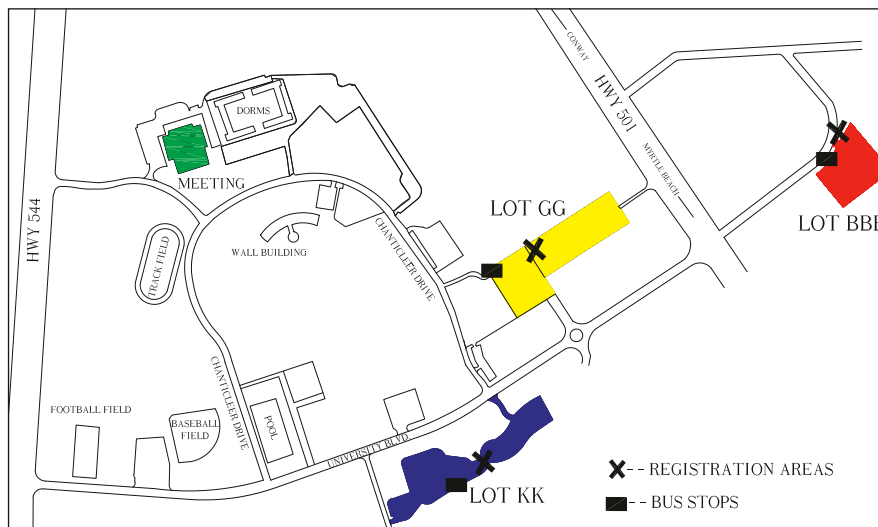 CONWAY
HWY 501
MYRTLE BEACH
DORMS
MEETING
HWY 544
LOT GG
LOT BBB
WALL BUILDING
TRACK FIELD
CHANTICLEER DRIVE
CHANTICLEER DRIVE
FOOTBALL FIELD
BASEBALL
FIELD
POOL
UNIVERSITY BLVD.
LOT KK
X - - REGISTRATION AREAS
- - - BUS STOPS